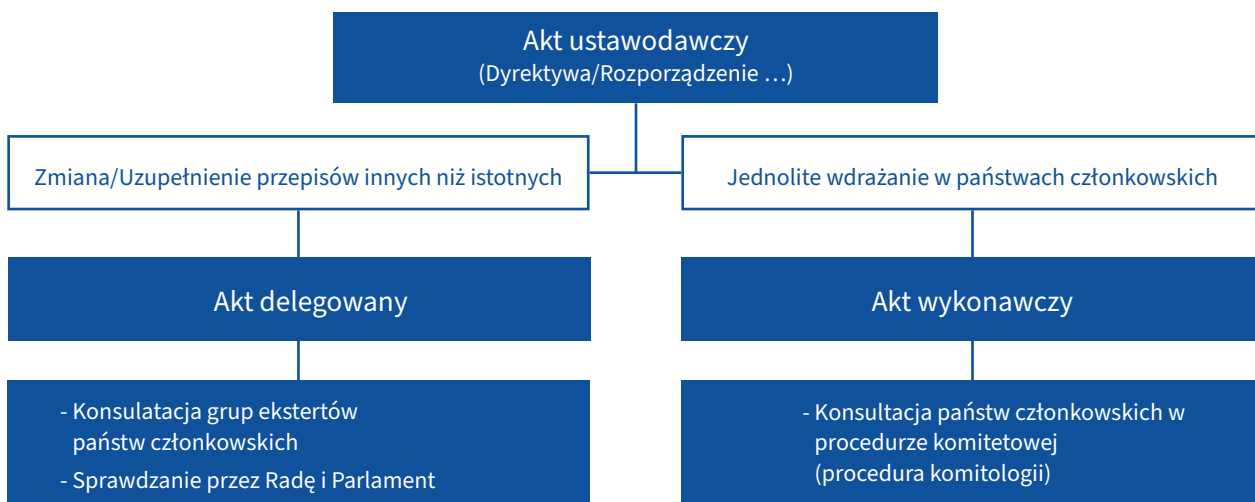 Akt ustawodawczy
(Dyrektywa/Rozporządzenie …)
Zmiana/Uzupełnienie przepisów innych niż istotnych
Jednolite wdrażanie w państwach członkowskich
Akt delegowany
Akt wykonawczy
- Konsulatacja grup ekstertów
państw członkowskich
- Sprawdzanie przez Radę i Parlament
- Konsultacja państw członkowskich w
procedurze komitetowej
(procedura komitologii)